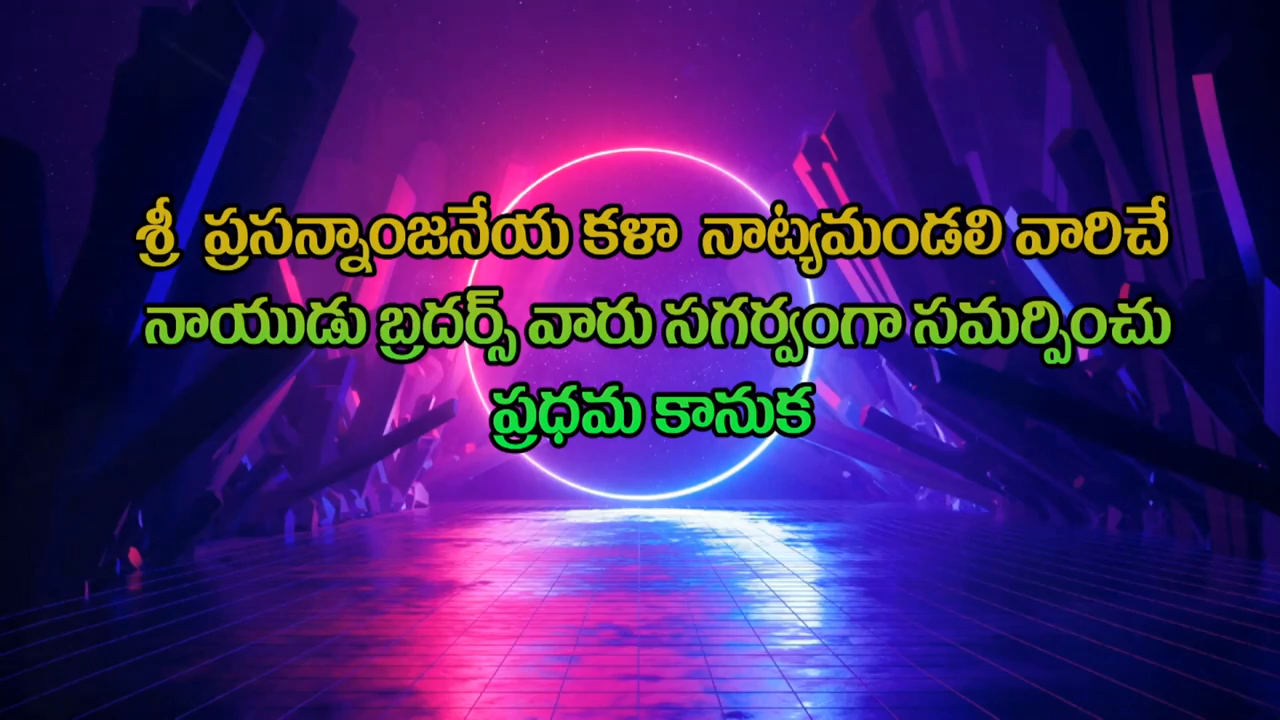 శ్రీ ప్రసన్నాంజనేయ కళా నాట్యమండలి వారిచే
నాయుడు బ్రదర్స్ వారు సగర్వంగా సమర్పించు
ప్రధమ కానుక